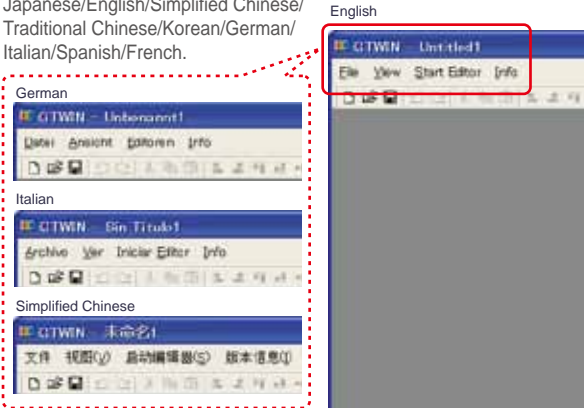 Japanese/English/Simplified Chinese/
Traditional Chinese/Korean/German/
Italian/Spanish/French.
German
GTWIN - Unbenannt1
Datei Ansicht Editoren Info
Italian
GTWIN - Sin Titulo1
Archivo Ver Iniciar Editor Info
Simplified Chinese
GTWIN - 未命名1
文件 视图(V) 启动编辑器(S) 版本信息(I)
English
GTWIN - Untitled1
File View Start Editor Info